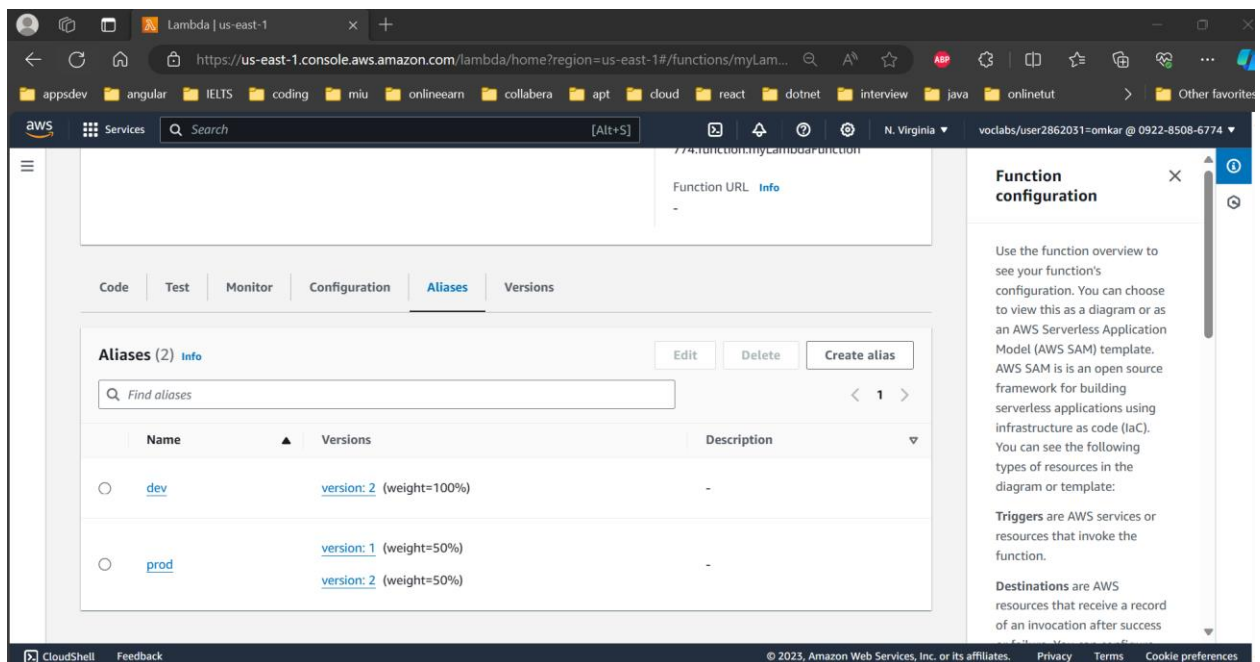 Lambda | us-east-1
https://us-east-1.console.aws.amazon.com/lambda/home?region=us-east-1#/functions/myLam...
ABP
appsdev angular IELTS coding miu onlineearn collabera apt cloud react dotnet interview java onlinetut Other favorites
aws Services Search [Alt+S] N. Virginia voclabs/user2862031=omkar @ 0922-8508-6774
774:function:myLambdaFunction
Function URL Info
-
Code Test Monitor Configuration Aliases Versions
Aliases (2) Info Edit Delete Create alias
Find aliases 1
Name Versions Description
dev version: 2 (weight=100%) -
version: 1 (weight=50%)
prod -
version: 2 (weight=50%)
Function
configuration
Use the function overview to
see your function's
configuration. You can choose
to view this as a diagram or as
an AWS Serverless Application
Model (AWS SAM) template.
AWS SAM is is an open source
framework for building
serverless applications using
infrastructure as code (IaC).
You can see the following
types of resources in the
diagram or template:
Triggers are AWS services or
resources that invoke the
function.
Destinations are AWS
resources that receive a record
of an invocation after success
CloudShell Feedback © 2023, Amazon Web Services, Inc. or its affiliates. Privacy Terms Cookie preferences